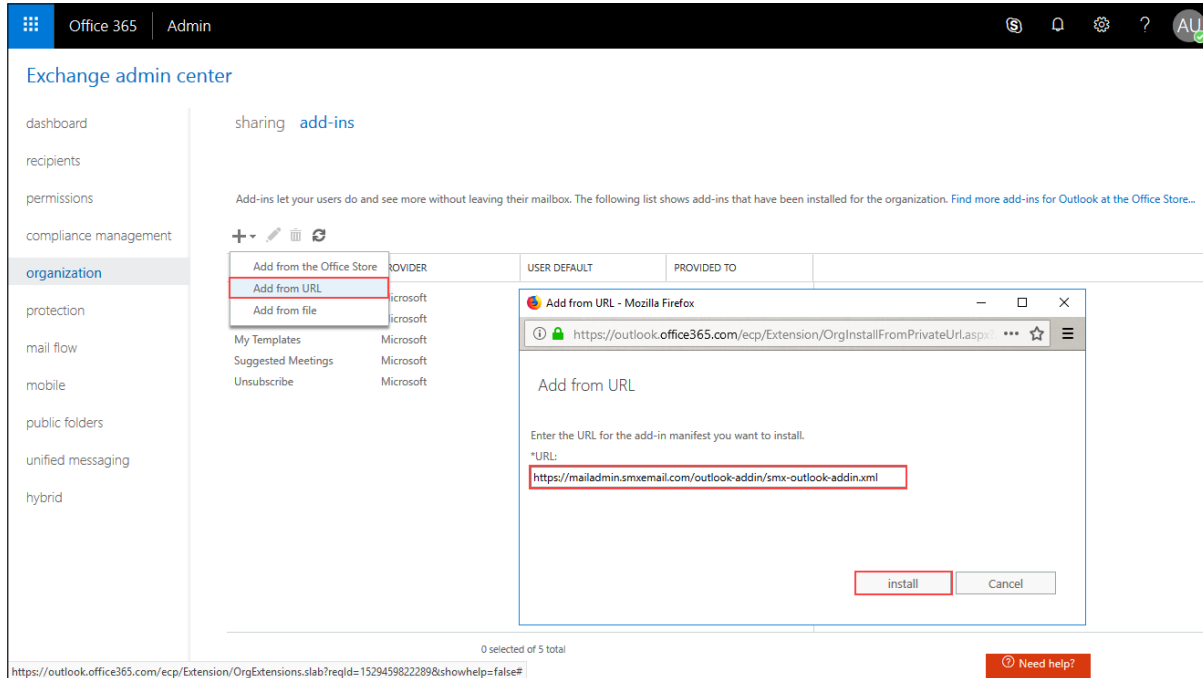 Office 365 Admin
AU
Exchange admin center
dashboard
recipients
permissions
compliance management
organization
protection
mail flow
mobile
public folders
unified messaging
hybrid
sharing add-ins
Add-ins let your users do and see more without leaving their mailbox. The following list shows add-ins that have been installed for the organization. Find more add-ins for Outlook at the Office Store...
Add from the Office Store
Add from URL
Add from file
USER DEFAULT PROVIDED TO
My Templates Microsoft
Suggested Meetings Microsoft
Unsubscribe Microsoft
Add from URL - Mozilla Firefox
https://outlook.office365.com/ecp/Extension/OrgInstallFromPrivateUrl.aspx
Add from URL
Enter the URL for the add-in manifest you want to install.
*URL:
https://mailadmin.smxemail.com/outlook-addin/smx-outlook-addin.xml
install Cancel
0 selected of 5 total
Need help?
https://outlook.office365.com/ecp/Extension/OrgExtensions.slab?reqId=1529459822289&showhelp=false#